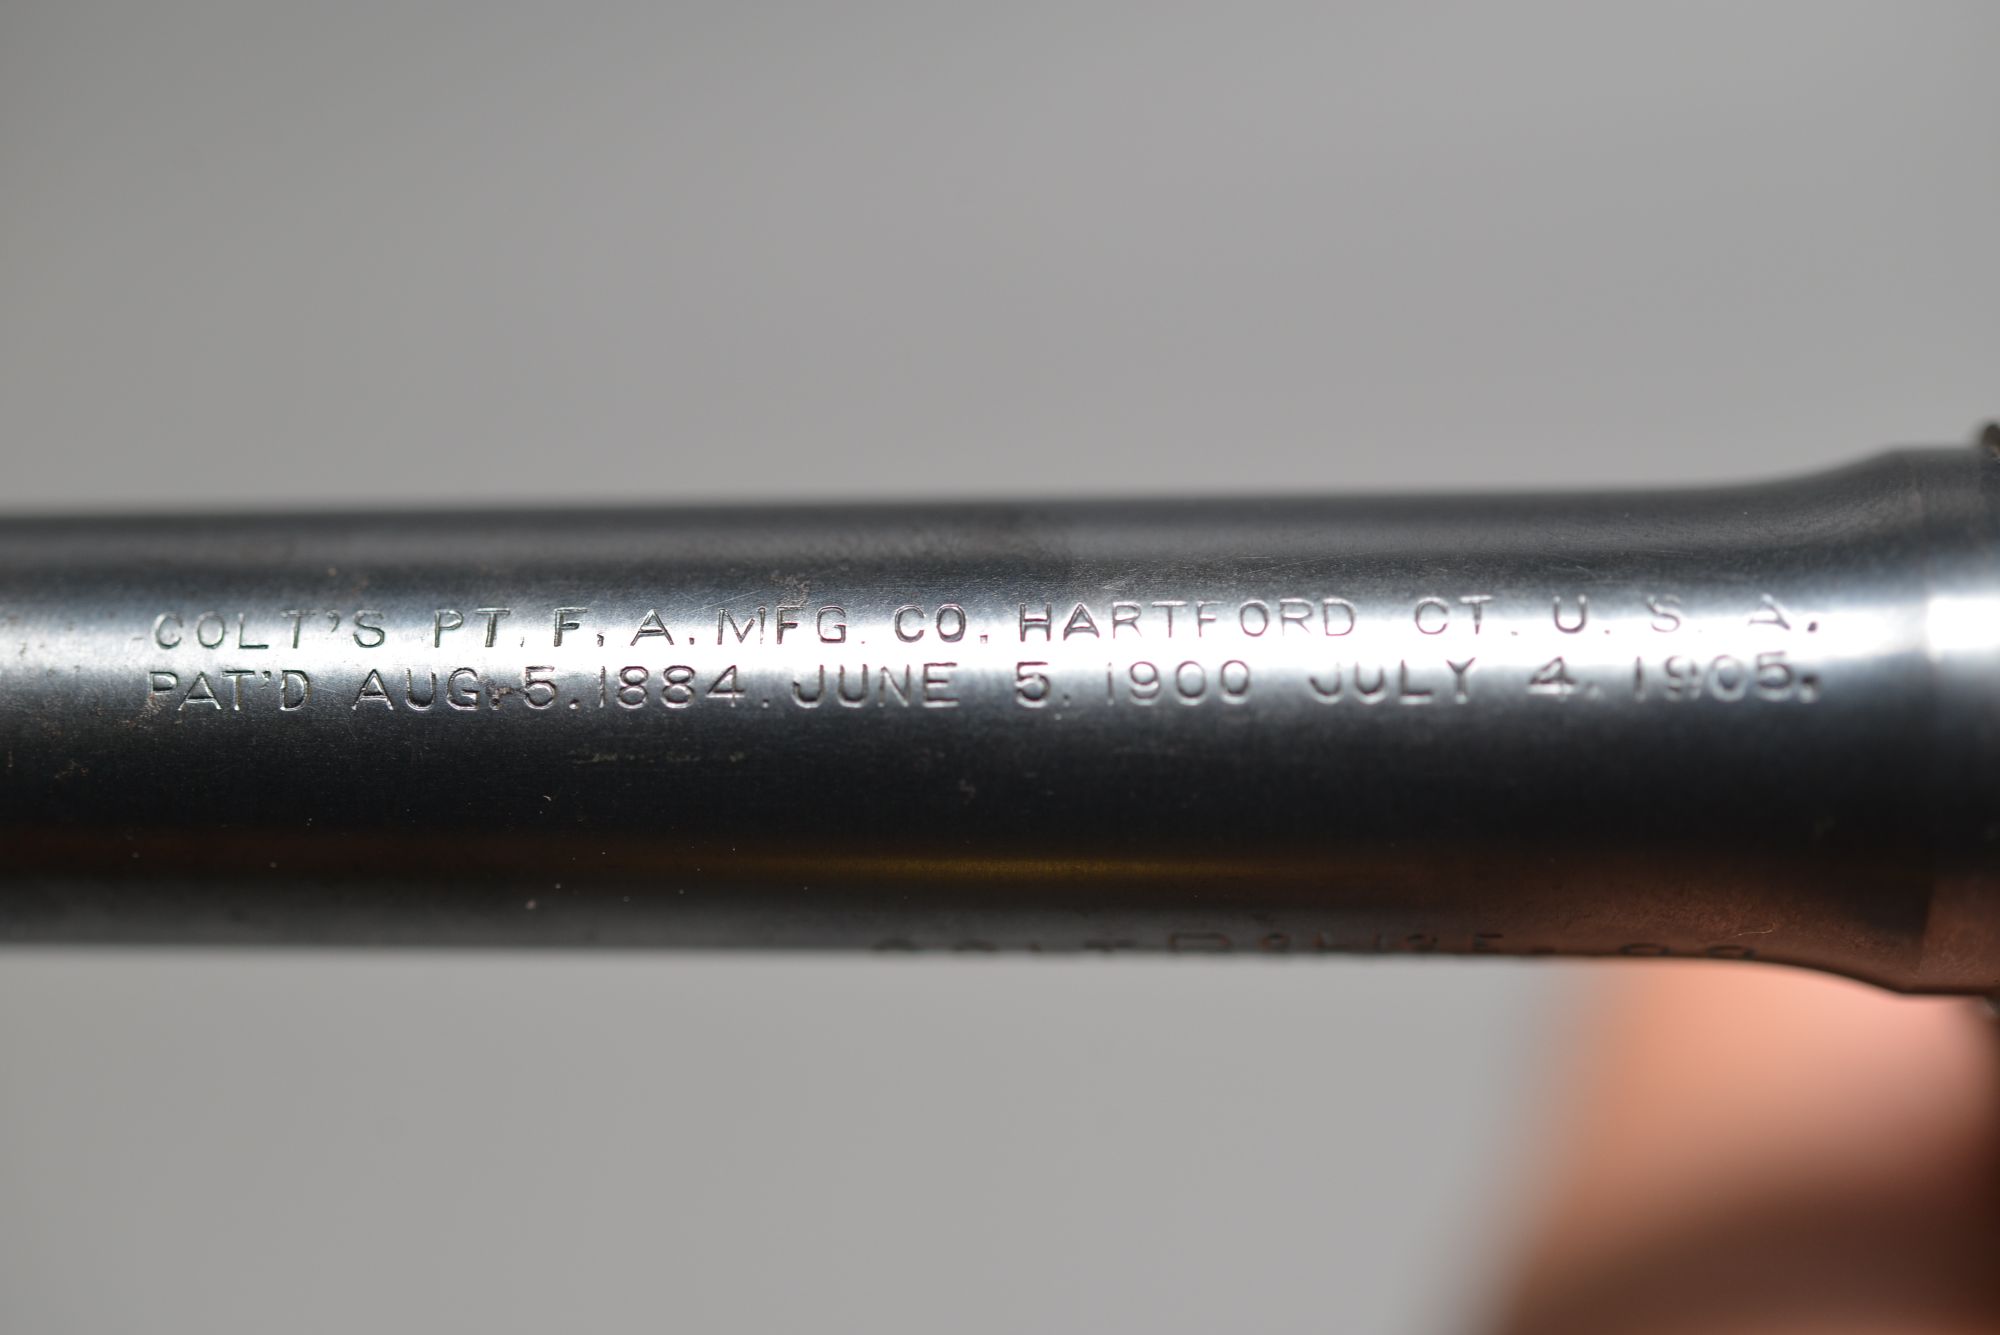 COLT'S PT. F. A. MFG. CO. HARTFORD CT. U. S. A.
PAT'D AUG. 5. 1884. JUNE 5. 1900 JULY 4. 1905.